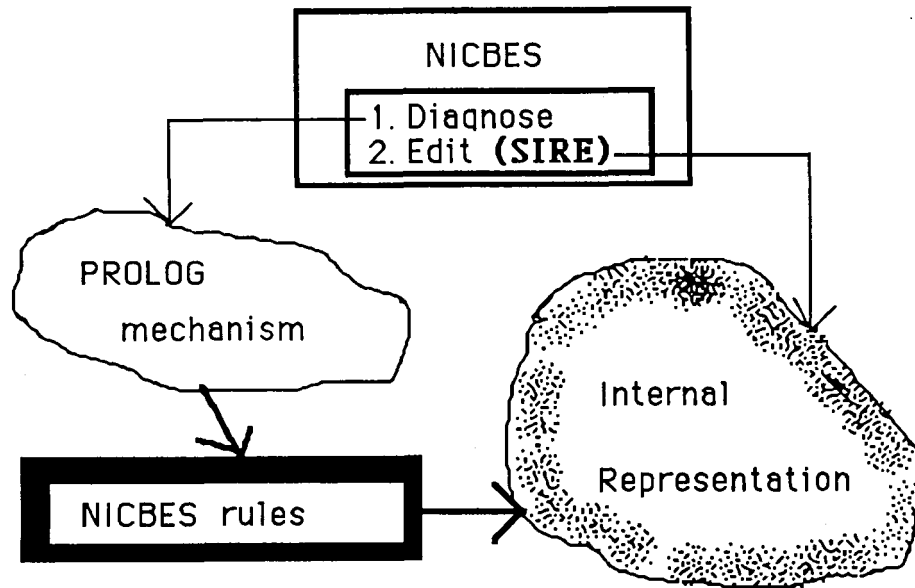 NICBES
1. Diagnose
2. Edit (SIRE)
PROLOG
mechanism
Internal
Representation
NICBES rules